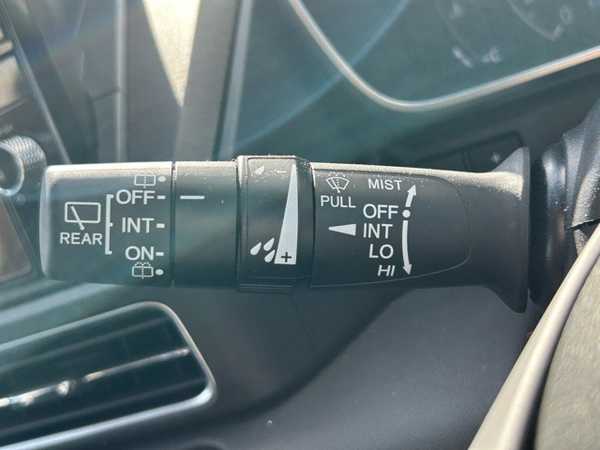 OFF
REAR
INT
ON
+
MIST
PULL
OFF
INT
LO
HI